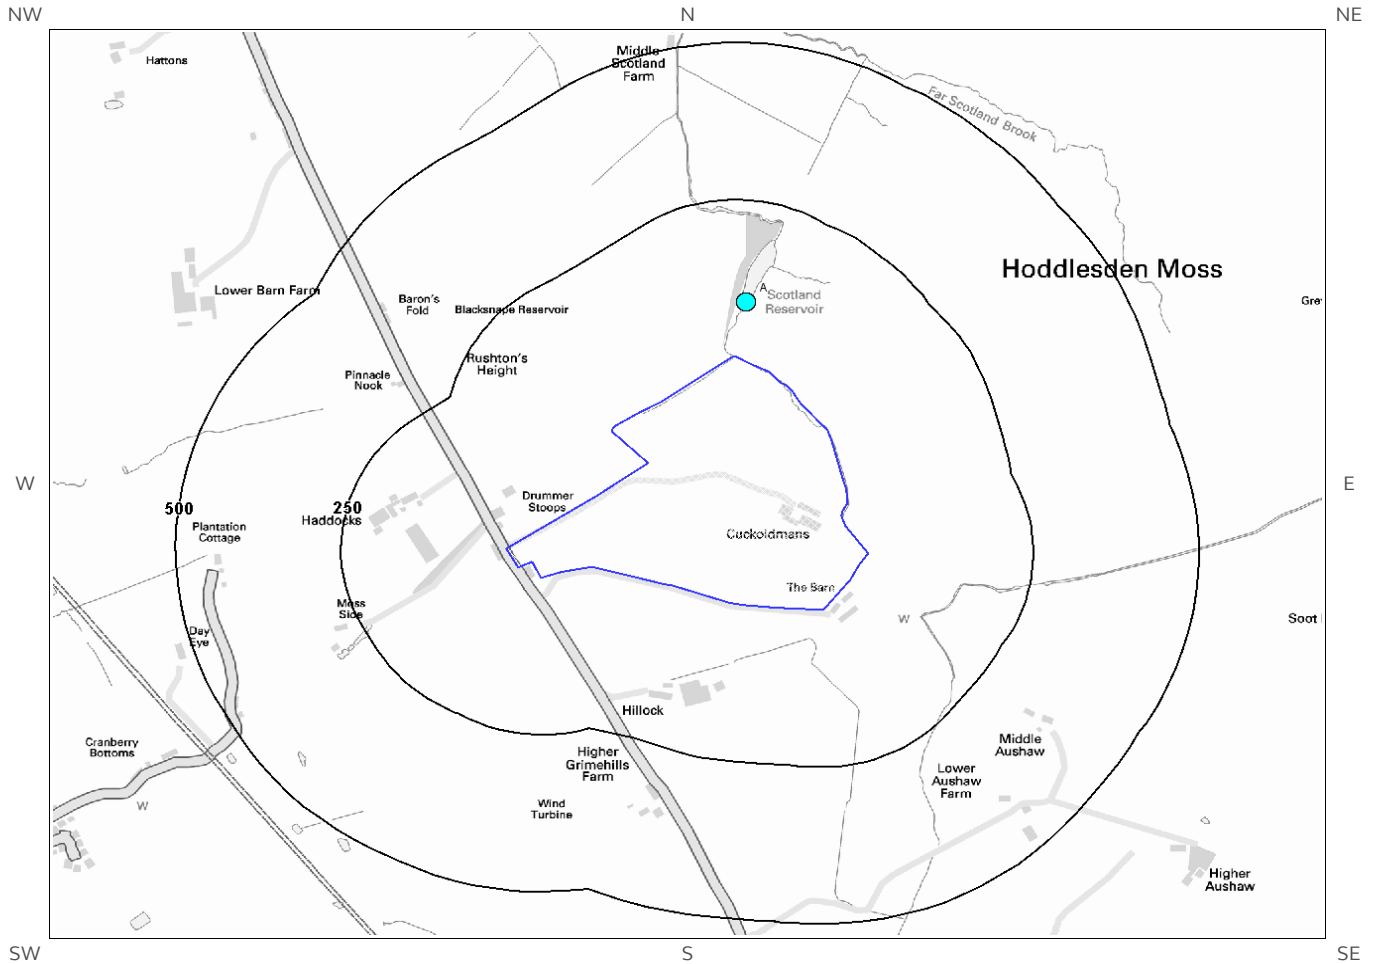 NW
N
NE
Hattons
Middle
Scotland
Farm
Far Scotland Brook
Hoddlesden Moss
Lower Barn Farm
Baron's
Fold
Blacksnape Reservoir
A
Scotland
Reservoir
Rushton's
Height
Pinnacle
Nook
W
E
500
250
Plantation
Cottage
Haddocks
Drummer
Stoops
Cuckoldmans
The Barn
Moss
Side
Day
Eye
W
Soot
Hillock
Cranberry
Bottoms
Higher
Grimehills
Farm
Wind
Turbine
W
Middle
Aushaw
Lower
Aushaw
Farm
Higher
Aushaw
SW
S
SE